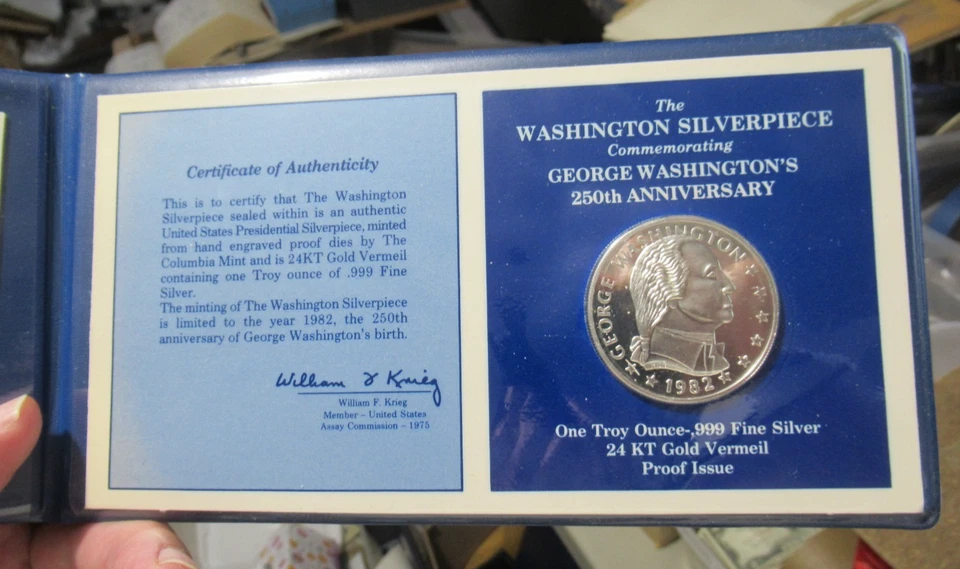 Certificate of Authenticity
This is to certify that The Washington
Silverpiece sealed within is an authentic
United States Presidential Silverpiece, minted
from hand engraved proof dies by The
Columbia Mint and is 24KT Gold Vermeil
containing one Troy ounce of .999 Fine
Silver.
The minting of The Washington Silverpiece
is limited to the year 1982, the 250th
anniversary of George Washington's birth.
William F Krieg
William F. Krieg
Member – United States
Assay Commission – 1975
The
WASHINGTON SILVERPIECE
Commemorating
GEORGE WASHINGTON'S
250th ANNIVERSARY
GEORGE WASHINGTON
1982
One Troy Ounce-.999 Fine Silver
24 KT Gold Vermeil
Proof Issue